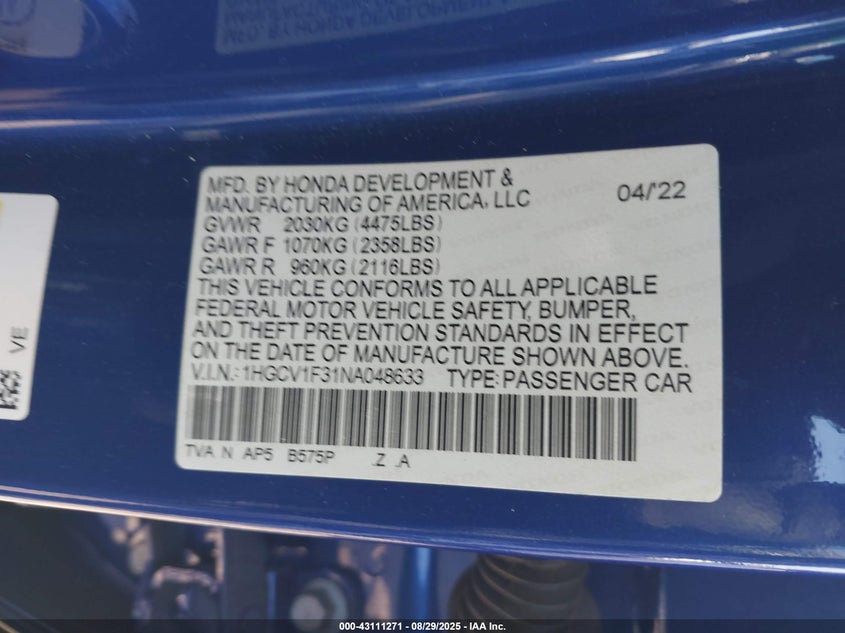 MFD. BY HONDA DEVELOPMENT &
MANUFACTURING OF AMERICA, LLC 04/'22
GVWR 2030KG (4475LBS)
GAWR F 1070KG (2358LBS)
GAWR R 960KG (2116LBS)
THIS VEHICLE CONFORMS TO ALL APPLICABLE
FEDERAL MOTOR VEHICLE SAFETY, BUMPER,
AND THEFT PREVENTION STANDARDS IN EFFECT
ON THE DATE OF MANUFACTURE SHOWN ABOVE.
V.I.N.: 1HGCV1F31NA048633 TYPE: PASSENGER CAR
TVA N AP5 B575P .Z .A
VE
000-43111271 - 08/29/2025 - IAA Inc.